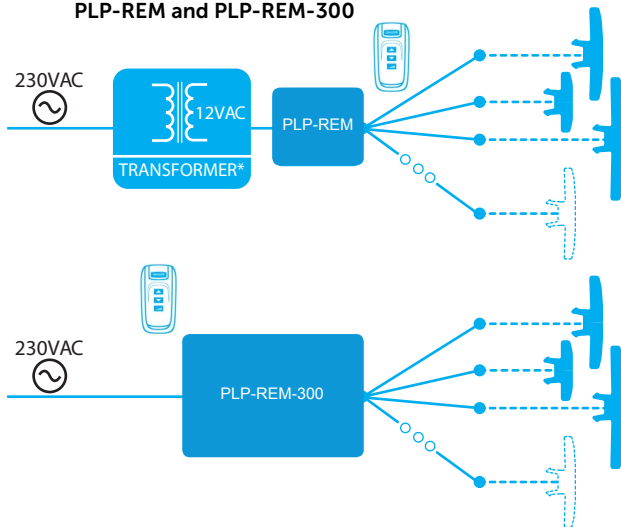 PLP-REM and PLP-REM-300
230VAC
12VAC
PLP-REM
TRANSFORMER*
230VAC
PLP-REM-300